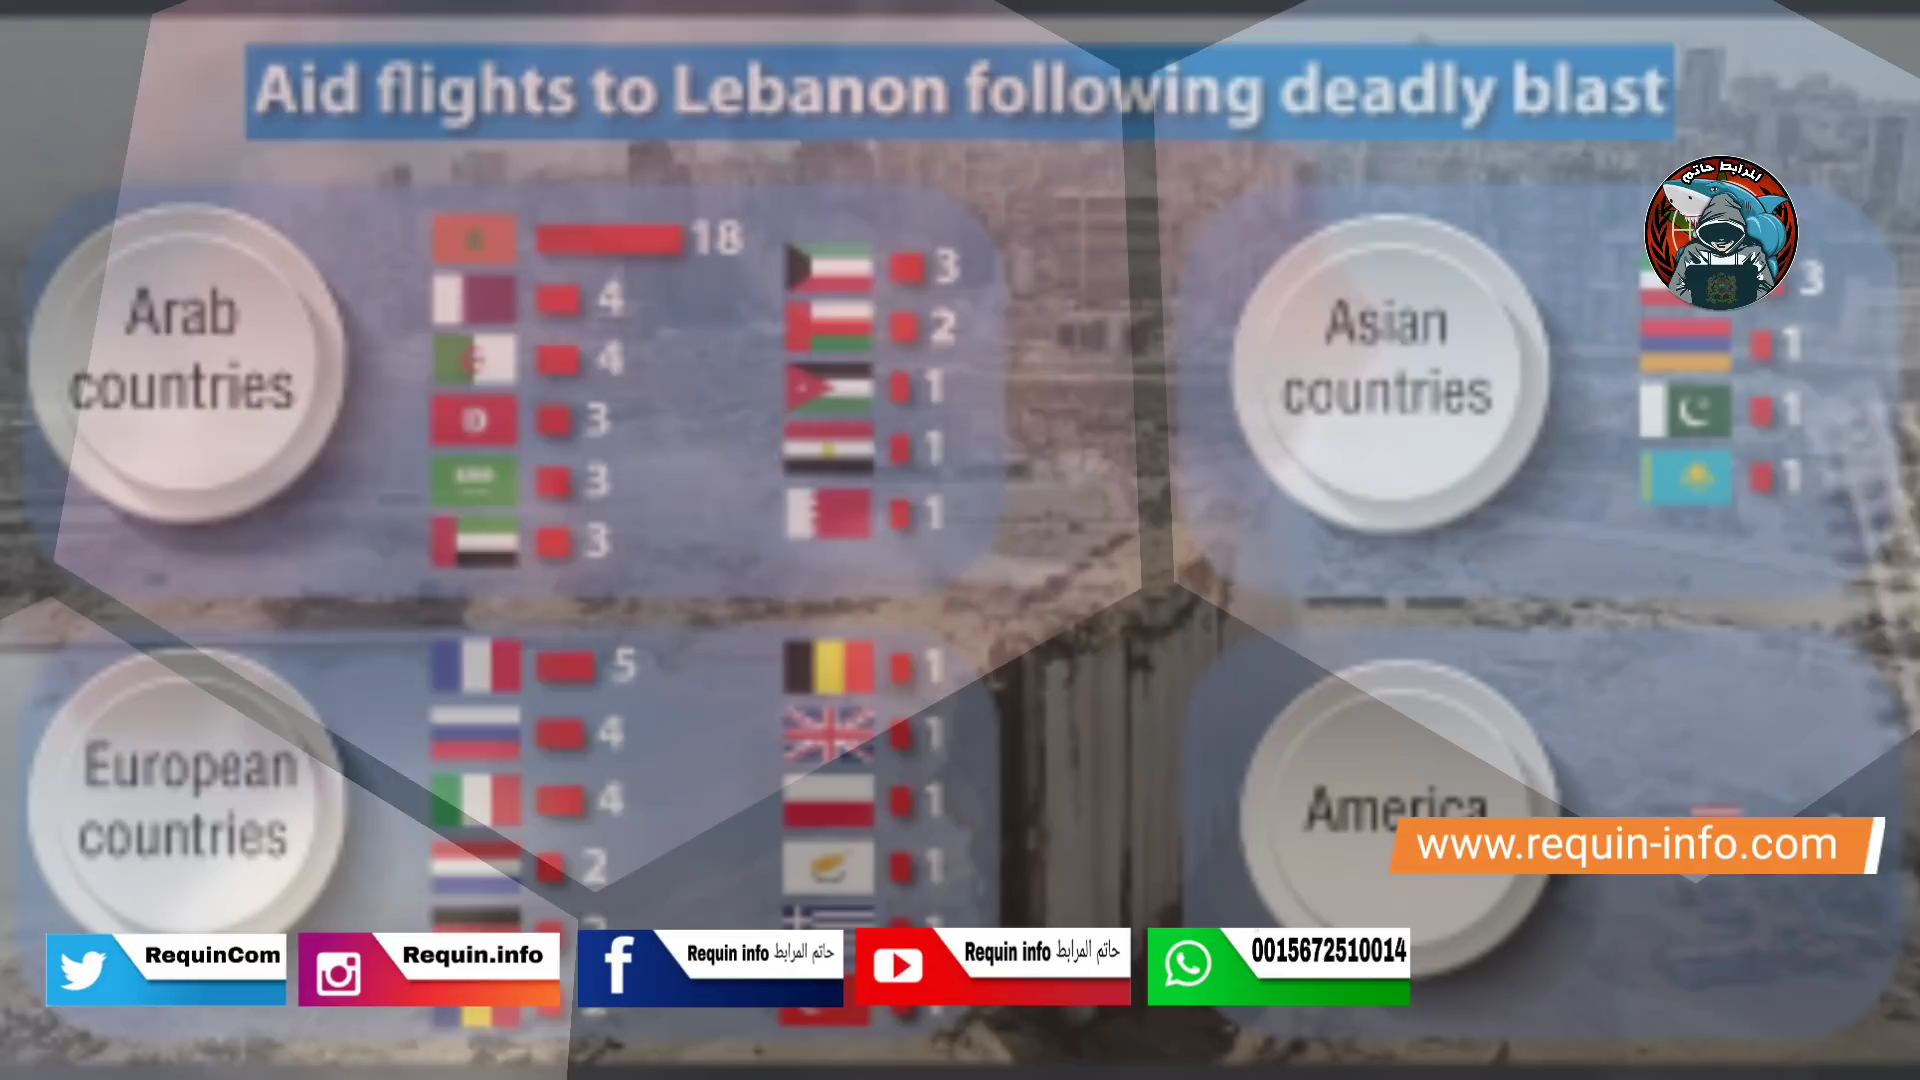 Aid flights to Lebanon following deadly blast
المرابط حاتم
Arab
countries
18
4
4
3
3
3
3
2
1
1
1
Asian
countries
3
1
1
1
European
countries
5
4
4
2
1
1
1
1
America
www.requin-info.com
RequinCom
Requin.info
Requin info حاتم المرابط
Requin info حاتم المرابط
0015672510014